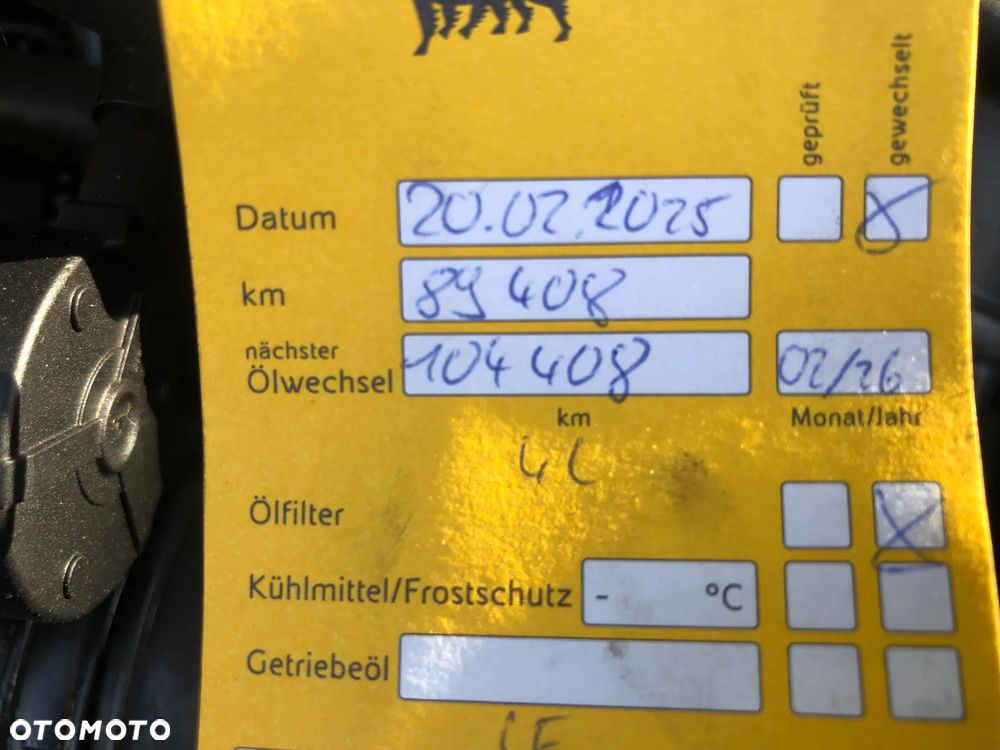 geprüft gewechselt
Datum 20.02.2025
km 89 408
nächster
Ölwechsel 104 408 02/26
km Monat/Jahr
4L
Ölfilter X
Kühlmittel/Frostschutz - °C
Getriebeöl
OTOMOTO